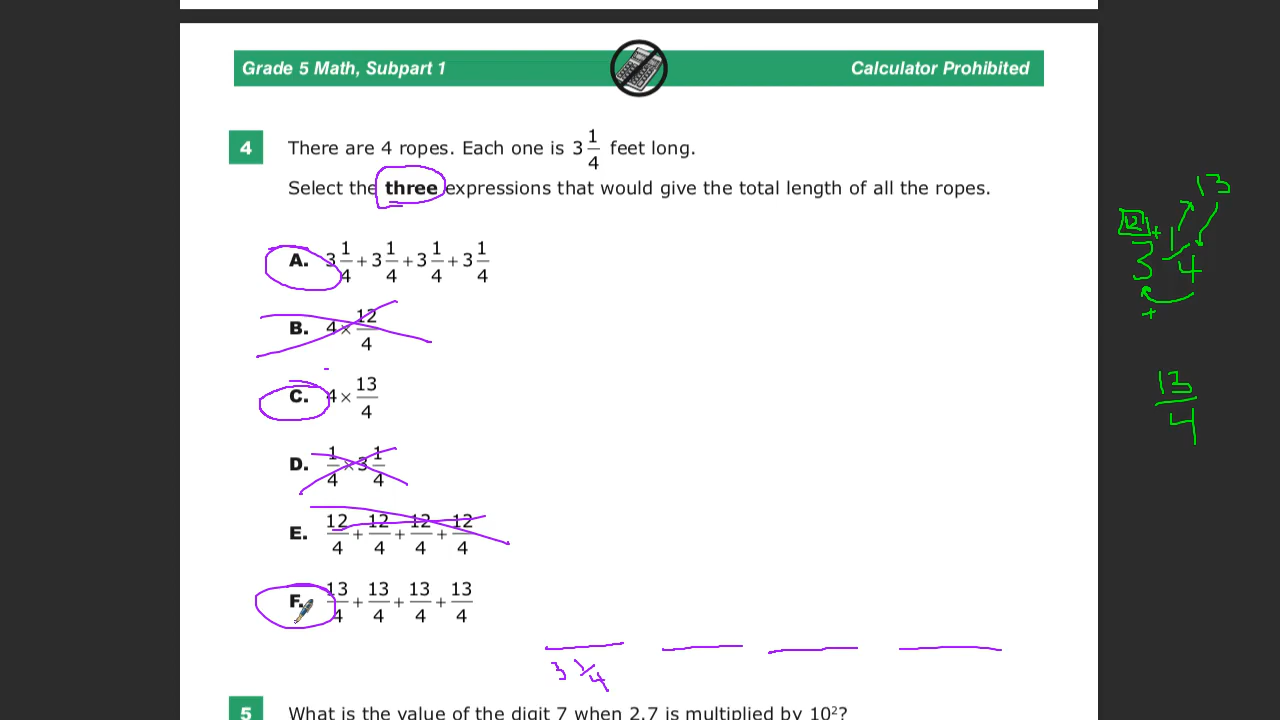 Grade 5 Math, Subpart 1 Calculator Prohibited
4 There are 4 ropes. Each one is 3 1/4 feet long.
Select the three expressions that would give the total length of all the ropes.
A. 3 1/4 + 3 1/4 + 3 1/4 + 3 1/4
B. 4 × 12/4
C. 4 × 13/4
D. 1/4 × 3 1/4
E. 12/4 + 12/4 + 12/4 + 12/4
F. 13/4 + 13/4 + 13/4 + 13/4
3 1/4
5 What is the value of the digit 7 when 2.7 is multiplied by 10²?
13
12 +
3 1/4
+
13/4